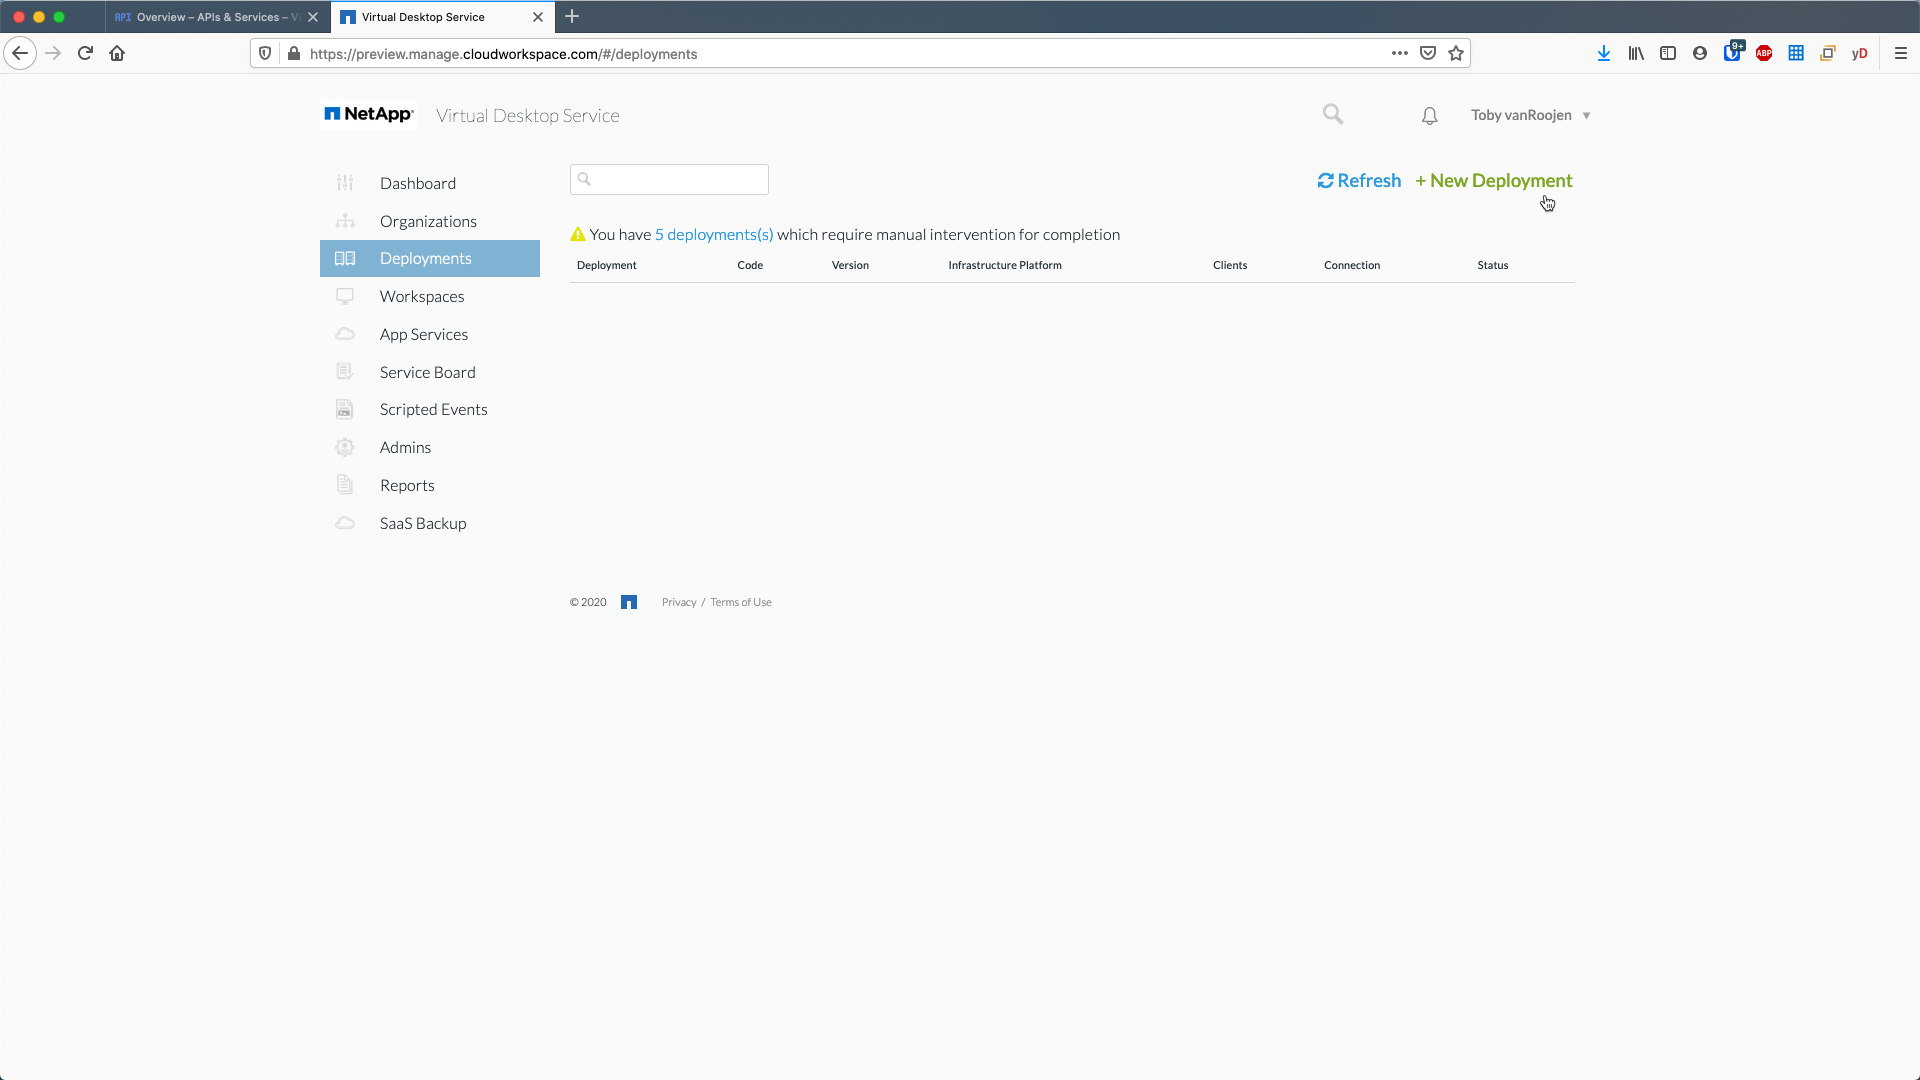 API Overview – APIs & Services –
Virtual Desktop Service
https://preview.manage.cloudworkspace.com/#/deployments
9+
ABP
yD
NetApp
Virtual Desktop Service
Toby vanRoojen
Dashboard
Organizations
Deployments
Workspaces
App Services
Service Board
Scripted Events
Admins
Reports
SaaS Backup
Refresh + New Deployment
You have 5 deployments(s) which require manual intervention for completion
Deployment Code Version Infrastructure Platform Clients Connection Status
© 2020 Privacy / Terms of Use